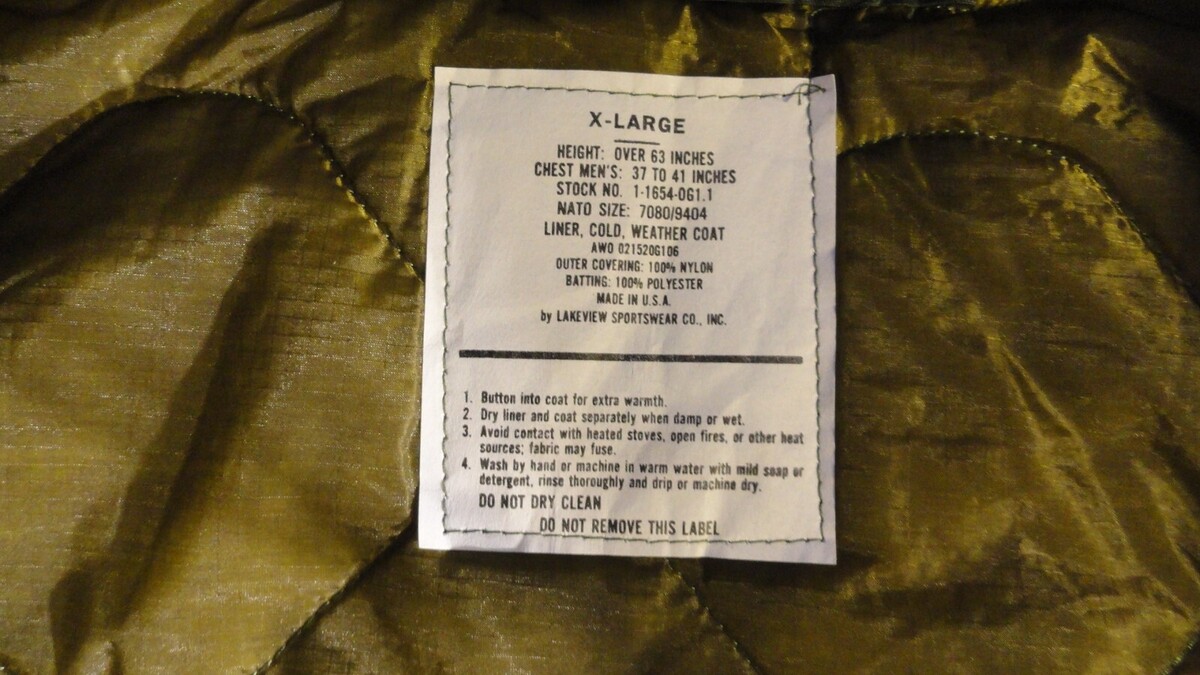 X-LARGE
HEIGHT: OVER 63 INCHES
CHEST MEN'S: 37 TO 41 INCHES
STOCK NO. 1-1654-0G1.1
NATO SIZE: 7080/9404
LINER, COLD, WEATHER COAT
AWO 021520G106
OUTER COVERING: 100% NYLON
BATTING: 100% POLYESTER
MADE IN U.S.A.
by LAKEVIEW SPORTSWEAR CO., INC.
1. Button into coat for extra warmth.
2. Dry liner and coat separately when damp or wet.
3. Avoid contact with heated stoves, open fires, or other heat
sources; fabric may fuse.
4. Wash by hand or machine in warm water with mild soap or
detergent, rinse thoroughly and drip or machine dry.
DO NOT DRY CLEAN
DO NOT REMOVE THIS LABEL